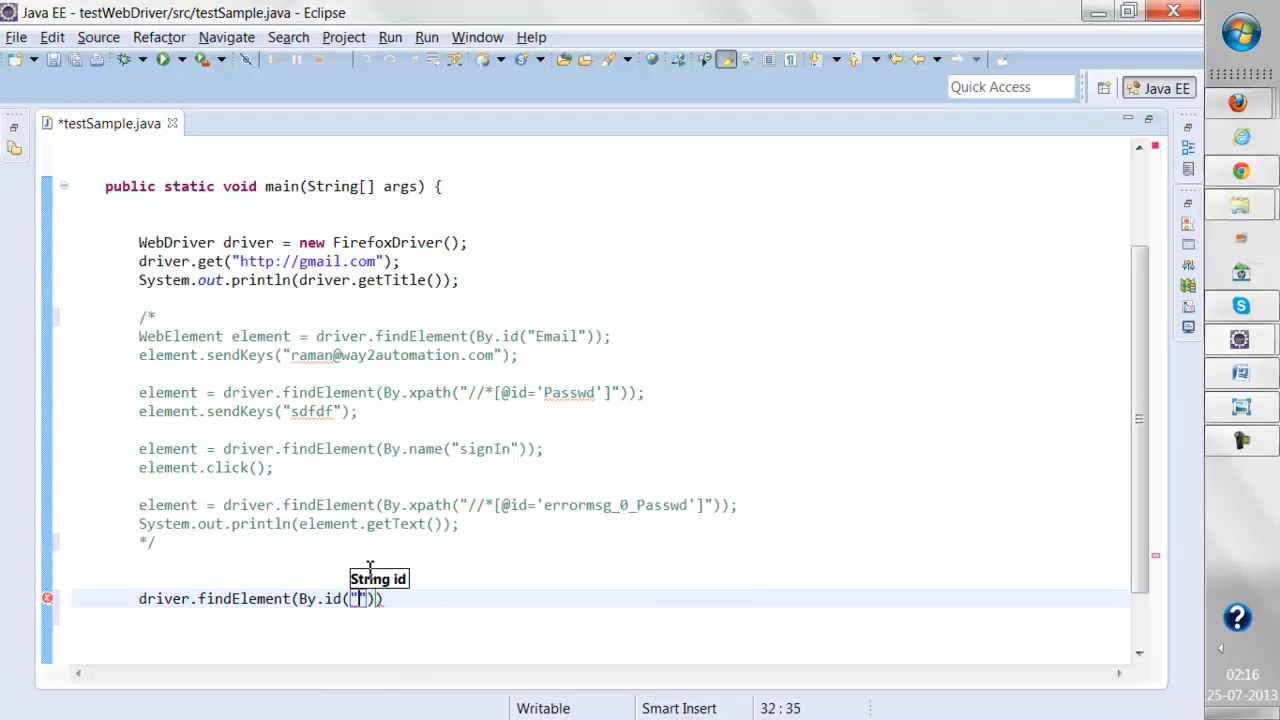 Java EE - testWebDriver/src/testSample.java - Eclipse
File Edit Source Refactor Navigate Search Project Run Run Window Help
Quick Access
Java EE
*testSample.java
public static void main(String[] args) {
WebDriver driver = new FirefoxDriver();
driver.get("http://gmail.com");
System.out.println(driver.getTitle());
/*
WebElement element = driver.findElement(By.id("Email"));
element.sendKeys("raman@way2automation.com");
element = driver.findElement(By.xpath("//*[@id='Passwd']"));
element.sendKeys("sdfdf");
element = driver.findElement(By.name("signIn"));
element.click();
element = driver.findElement(By.xpath("//*[@id='errormsg_0_Passwd']"));
System.out.println(element.getText());
*/
String id
driver.findElement(By.id(""))
Writable Smart Insert 32 : 35
02:16
25-07-2013